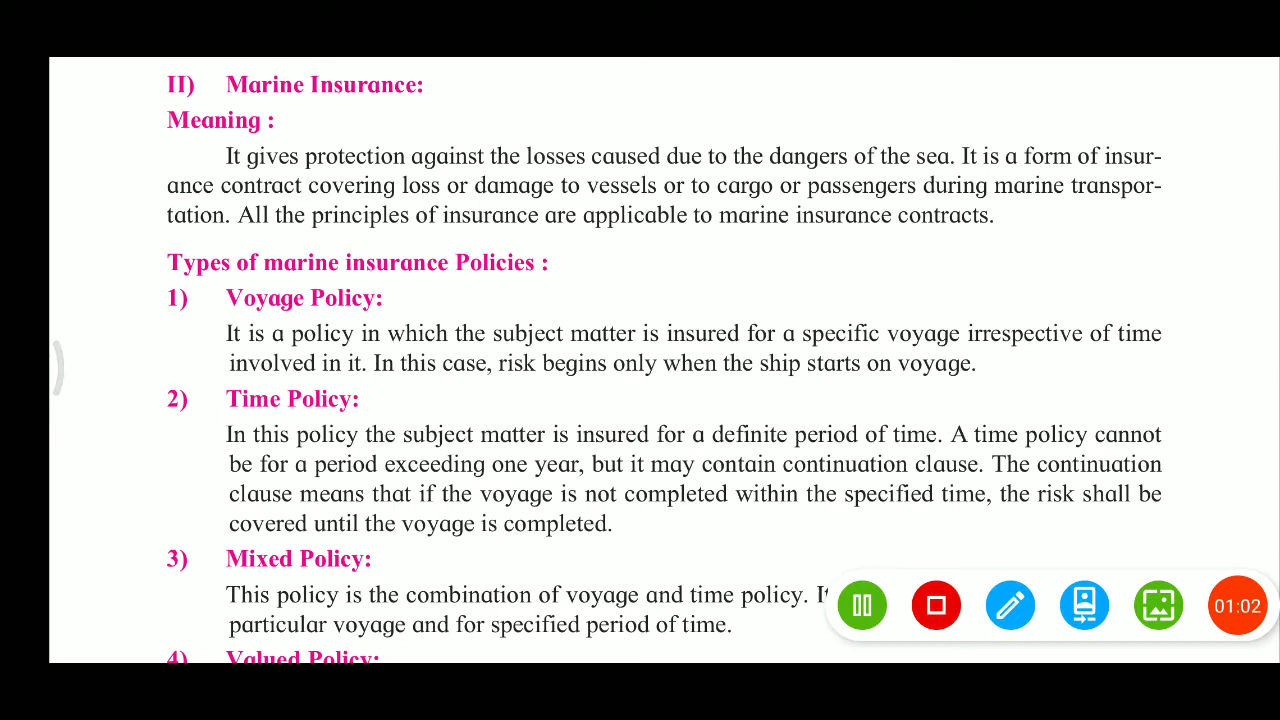 II) Marine Insurance:
Meaning :
It gives protection against the losses caused due to the dangers of the sea. It is a form of insur-
ance contract covering loss or damage to vessels or to cargo or passengers during marine transpor-
tation. All the principles of insurance are applicable to marine insurance contracts.
Types of marine insurance Policies :
1) Voyage Policy:
It is a policy in which the subject matter is insured for a specific voyage irrespective of time
involved in it. In this case, risk begins only when the ship starts on voyage.
2) Time Policy:
In this policy the subject matter is insured for a definite period of time. A time policy cannot
be for a period exceeding one year, but it may contain continuation clause. The continuation
clause means that if the voyage is not completed within the specified time, the risk shall be
covered until the voyage is completed.
3) Mixed Policy:
This policy is the combination of voyage and time policy.
particular voyage and for specified period of time.
4) Valued Policy:
01:02